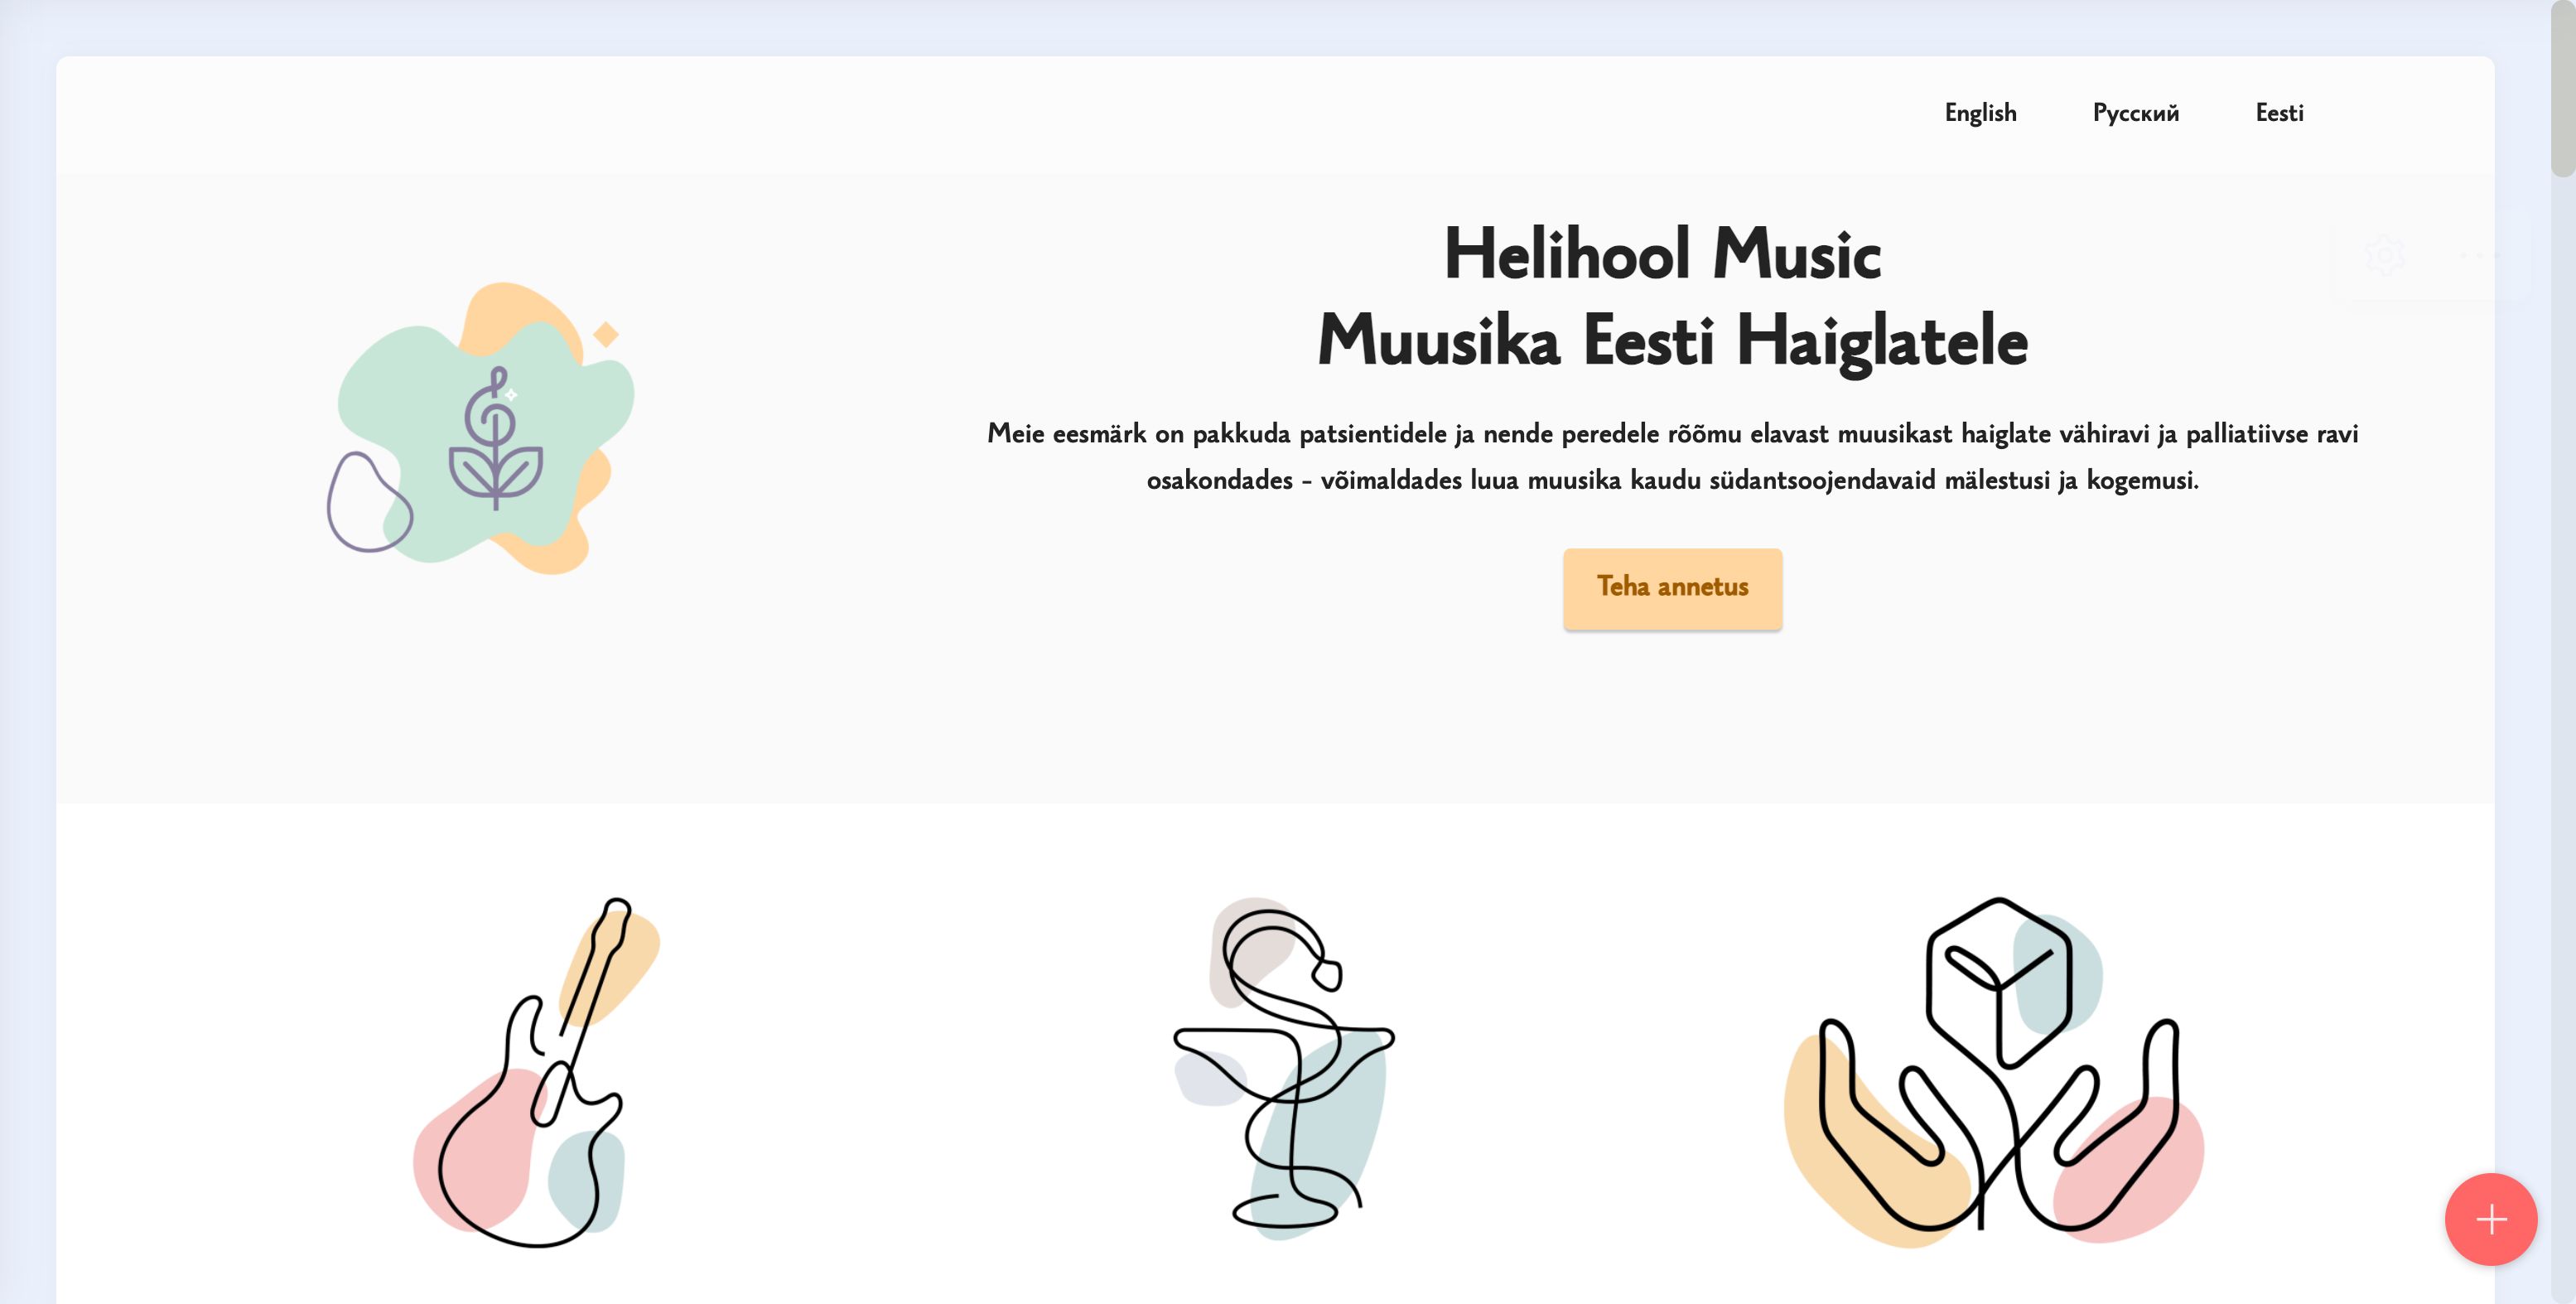 English Русский Eesti
Helihool Music
Muusika Eesti Haiglatele
Meie eesmärk on pakkuda patsientidele ja nende peredele rõõmu elavast muusikast haiglate vähiravi ja palliatiivse ravi
osakondades - võimaldades luua muusika kaudu südantsoojendavaid mälestusi ja kogemusi.
Teha annetus